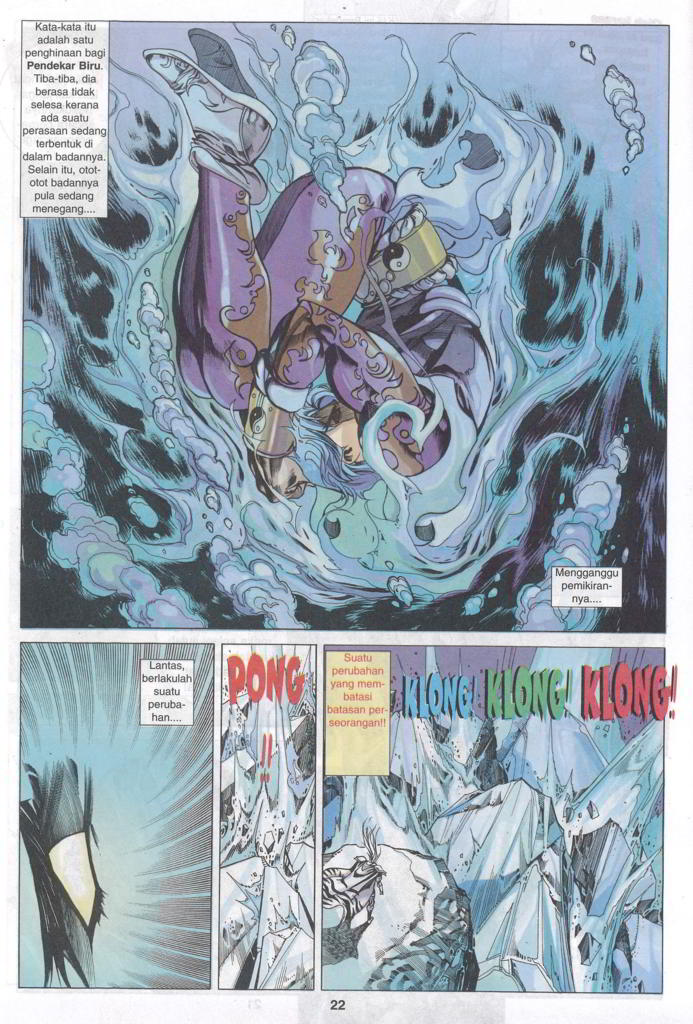 Kata-kata itu
adalah satu
penghinaan bagi
Pendekar Biru.
Tiba-tiba, dia
berasa tidak
selesa kerana
ada suatu
perasaan sedang
terbentuk di
dalam badannya.
Selain itu, otot-
otot badannya
pula sedang
menegang....
Mengganggu
pemikiran-
nya....
Lantas,
berlakulah
suatu
peruba-
han....
PONG
!!
Suatu
perubahan
yang mem-
batasi
batasan per-
seorangan!!
KLONG! KLONG! KLONG!
22